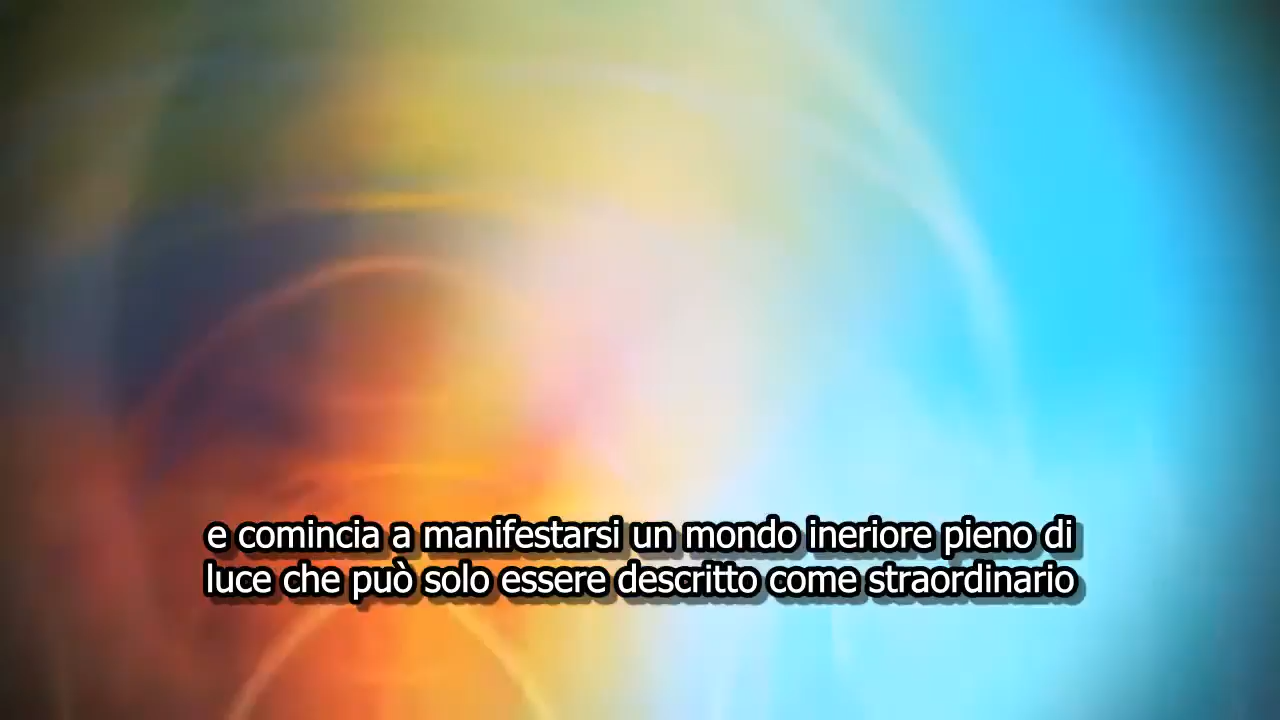 e comincia a manifestarsi un mondo ineriore pieno di
luce che può solo essere descritto come straordinario